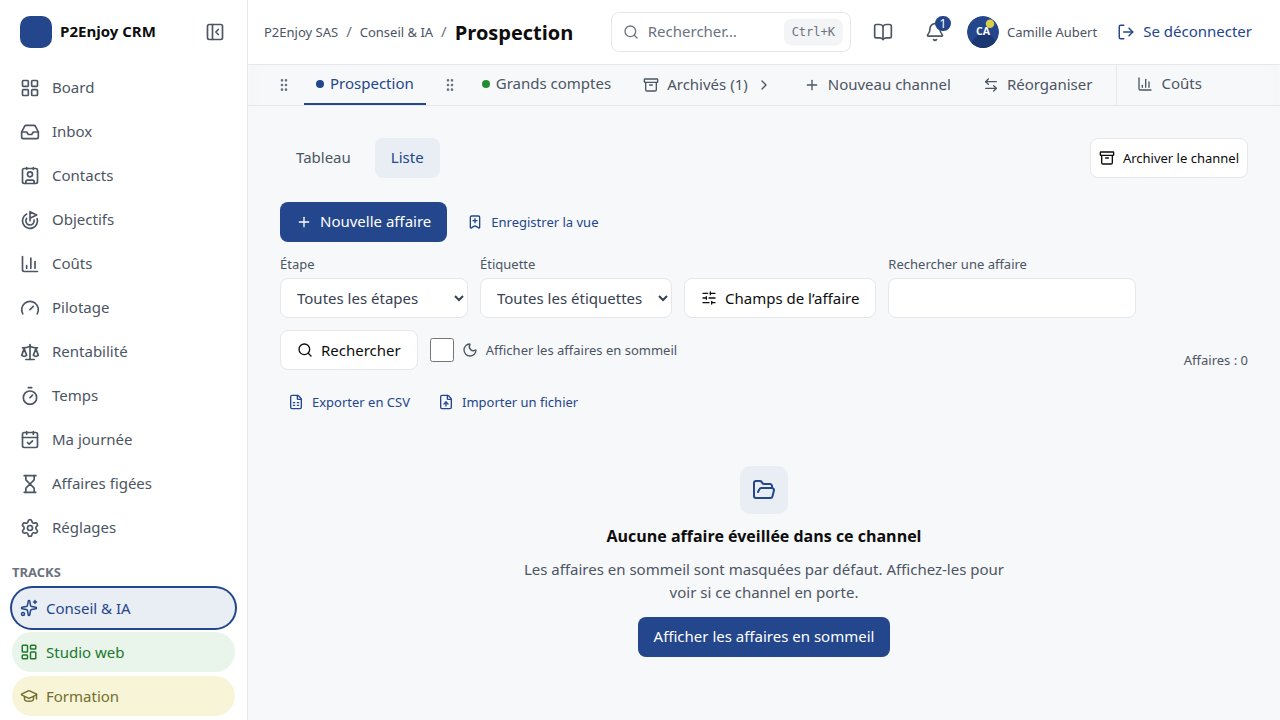 P2Enjoy CRM
Board
Inbox
Contacts
Objectifs
Coûts
Pilotage
Rentabilité
Temps
Ma journée
Affaires figées
Réglages
TRACKS
Conseil & IA
Studio web
Formation
P2Enjoy SAS / Conseil & IA / Prospection
Rechercher... Ctrl+K
1
CA Camille Aubert
Se déconnecter
Prospection
Grands comptes
Archivés (1)
Nouveau channel
Réorganiser
Coûts
Tableau
Liste
Archiver le channel
Nouvelle affaire
Enregistrer la vue
Étape
Toutes les étapes
Étiquette
Toutes les étiquettes
Champs de l’affaire
Rechercher une affaire
Rechercher
Afficher les affaires en sommeil
Affaires : 0
Exporter en CSV
Importer un fichier
Aucune affaire éveillée dans ce channel
Les affaires en sommeil sont masquées par défaut. Affichez-les pour
voir si ce channel en porte.
Afficher les affaires en sommeil